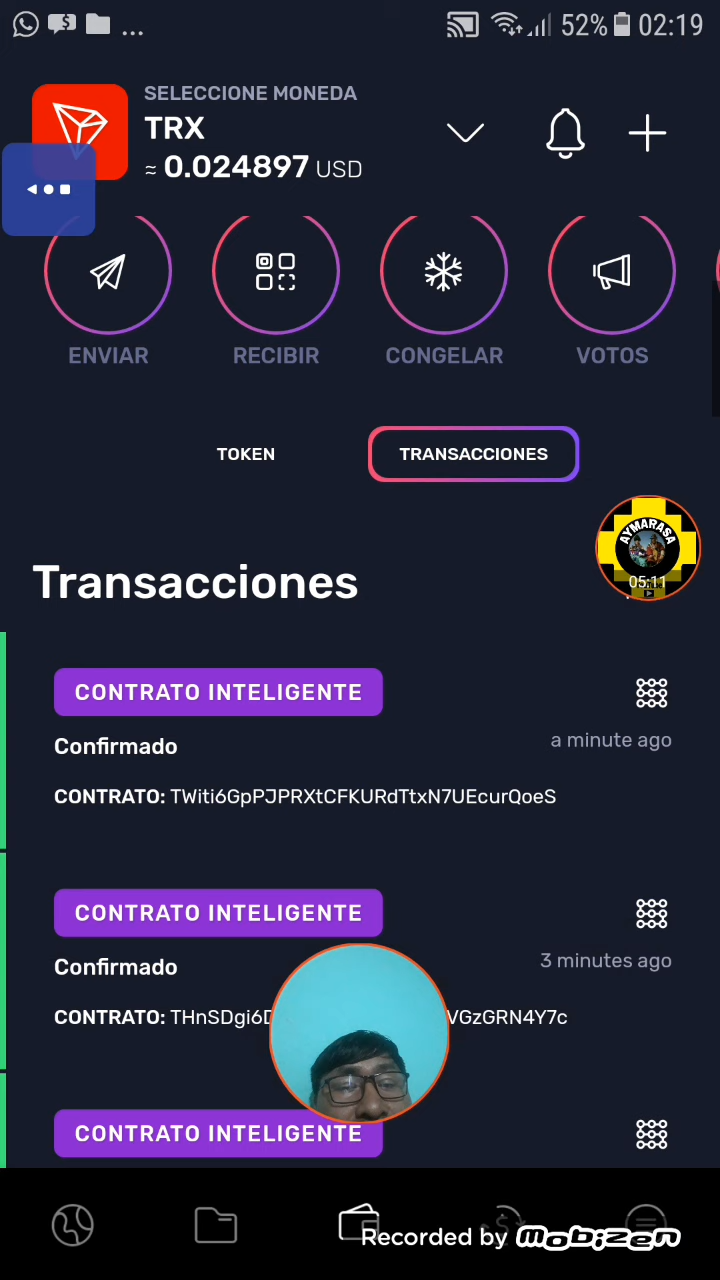 ... 52% 02:19
SELECCIONE MONEDA
TRX
≈ 0.024897 USD
ENVIAR RECIBIR CONGELAR VOTOS
TOKEN TRANSACCIONES
AYMARASA
05:11
Transacciones
CONTRATO INTELIGENTE
Confirmado a minute ago
CONTRATO: TWiti6GpPJPRXtCFKURdTtxN7UEcurQoeS
CONTRATO INTELIGENTE
Confirmado 3 minutes ago
CONTRATO: THnSDgi6 VGzGRN4Y7c
CONTRATO INTELIGENTE
Recorded by mobizen